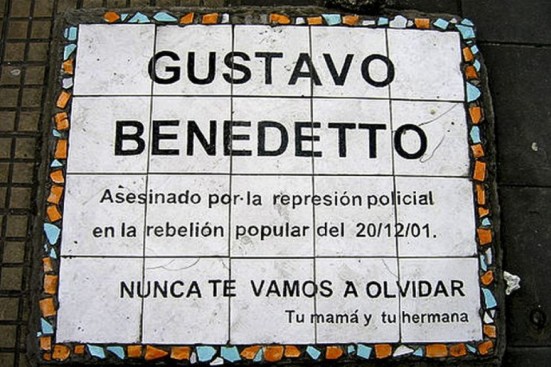 GUSTAVO
BENEDETTO
Asesinado por la represión policial
en la rebelión popular del 20/12/01.
NUNCA TE VAMOS A OLVIDAR
Tu mamá y tu hermana